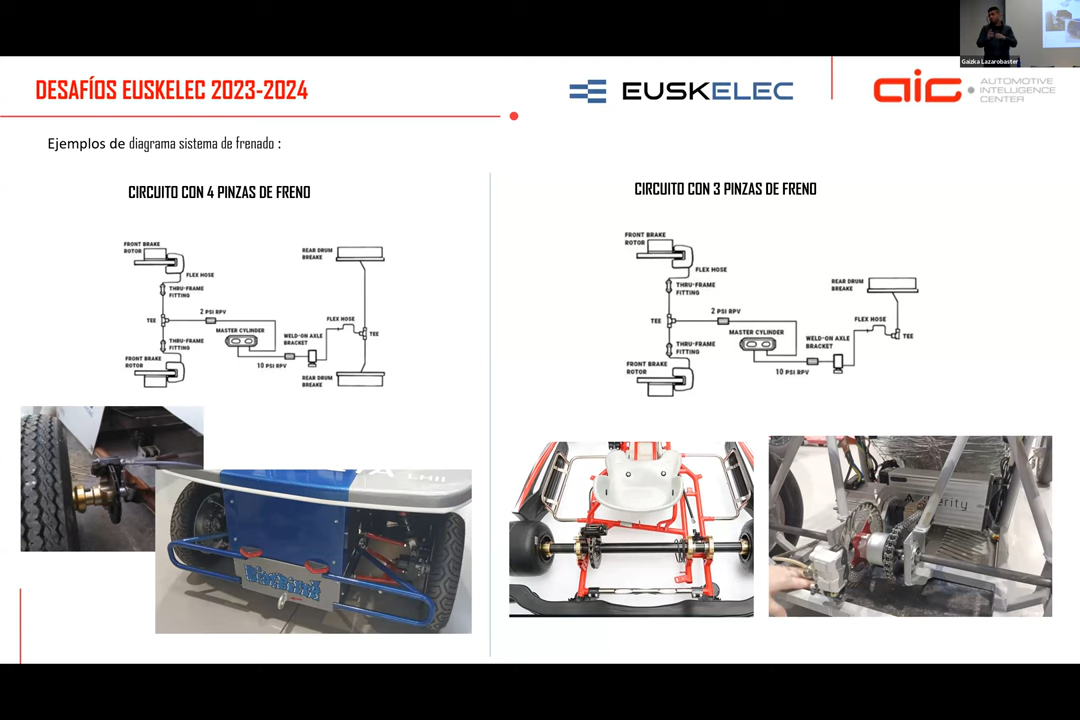 Gaizka Lazarobaster
DESAFÍOS EUSKELEC 2023-2024
EUSKELEC
aic
AUTOMOTIVE
INTELLIGENCE
CENTER
Ejemplos de diagrama sistema de frenado :
CIRCUITO CON 4 PINZAS DE FRENO
FRONT BRAKE
ROTOR
FLEX HOSE
THRU-FRAME
FITTING
TEE
2 PSI RPV
MASTER CYLINDER
THRU-FRAME
FITTING
FRONT BRAKE
ROTOR
10 PSI RPV
WELD-ON AXLE
BRACKET
FLEX HOSE
TEE
REAR DRUM
BREAKE
REAR DRUM
BREAKE
CIRCUITO CON 3 PINZAS DE FRENO
FRONT BRAKE
ROTOR
FLEX HOSE
THRU-FRAME
FITTING
TEE
2 PSI RPV
MASTER CYLINDER
THRU-FRAME
FITTING
FRONT BRAKE
ROTOR
10 PSI RPV
WELD-ON AXLE
BRACKET
FLEX HOSE
TEE
REAR DRUM
BREAKE
LHII